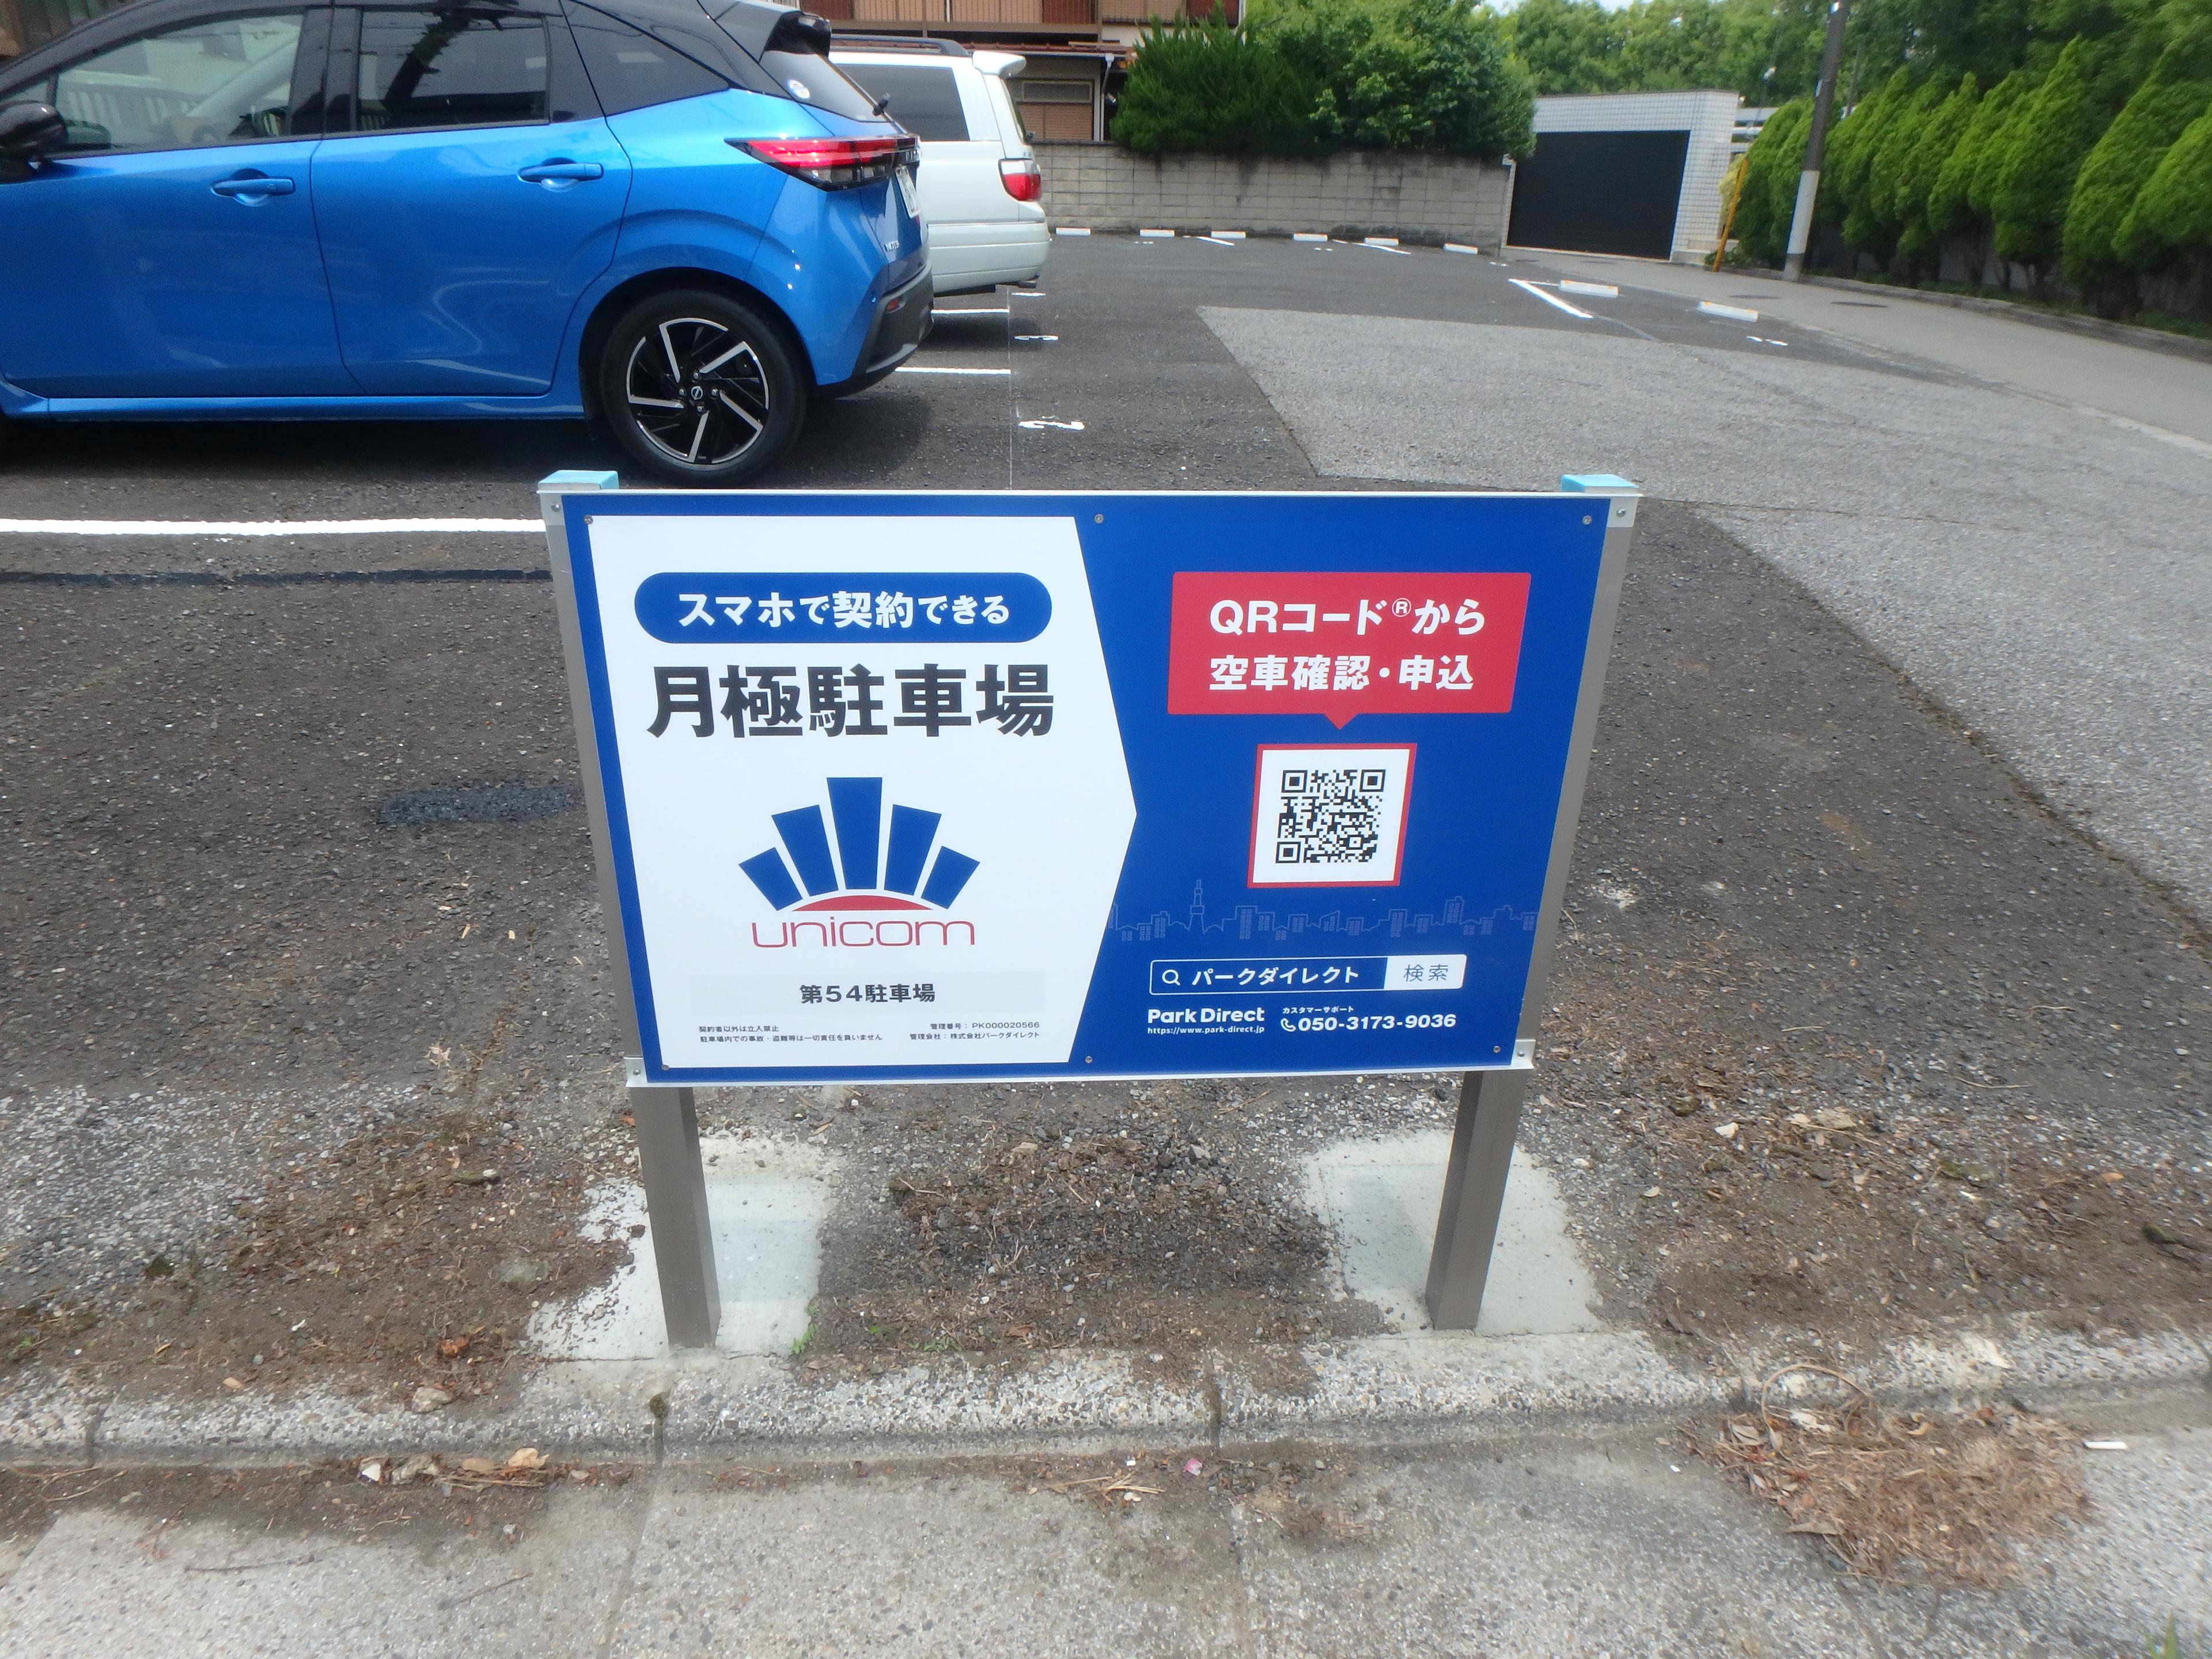 スマホで契約できる
月極駐車場
unicom
第54駐車場
契約者以外は立入禁止
駐車場内での事故・盗難等は一切責任を負いません
管理番号：PK000020566
管理会社：株式会社パークダイレクト
QRコード®から
空車確認・申込
パークダイレクト 検索
Park Direct
https://www.park-direct.jp
カスタマーサポート
050-3173-9036